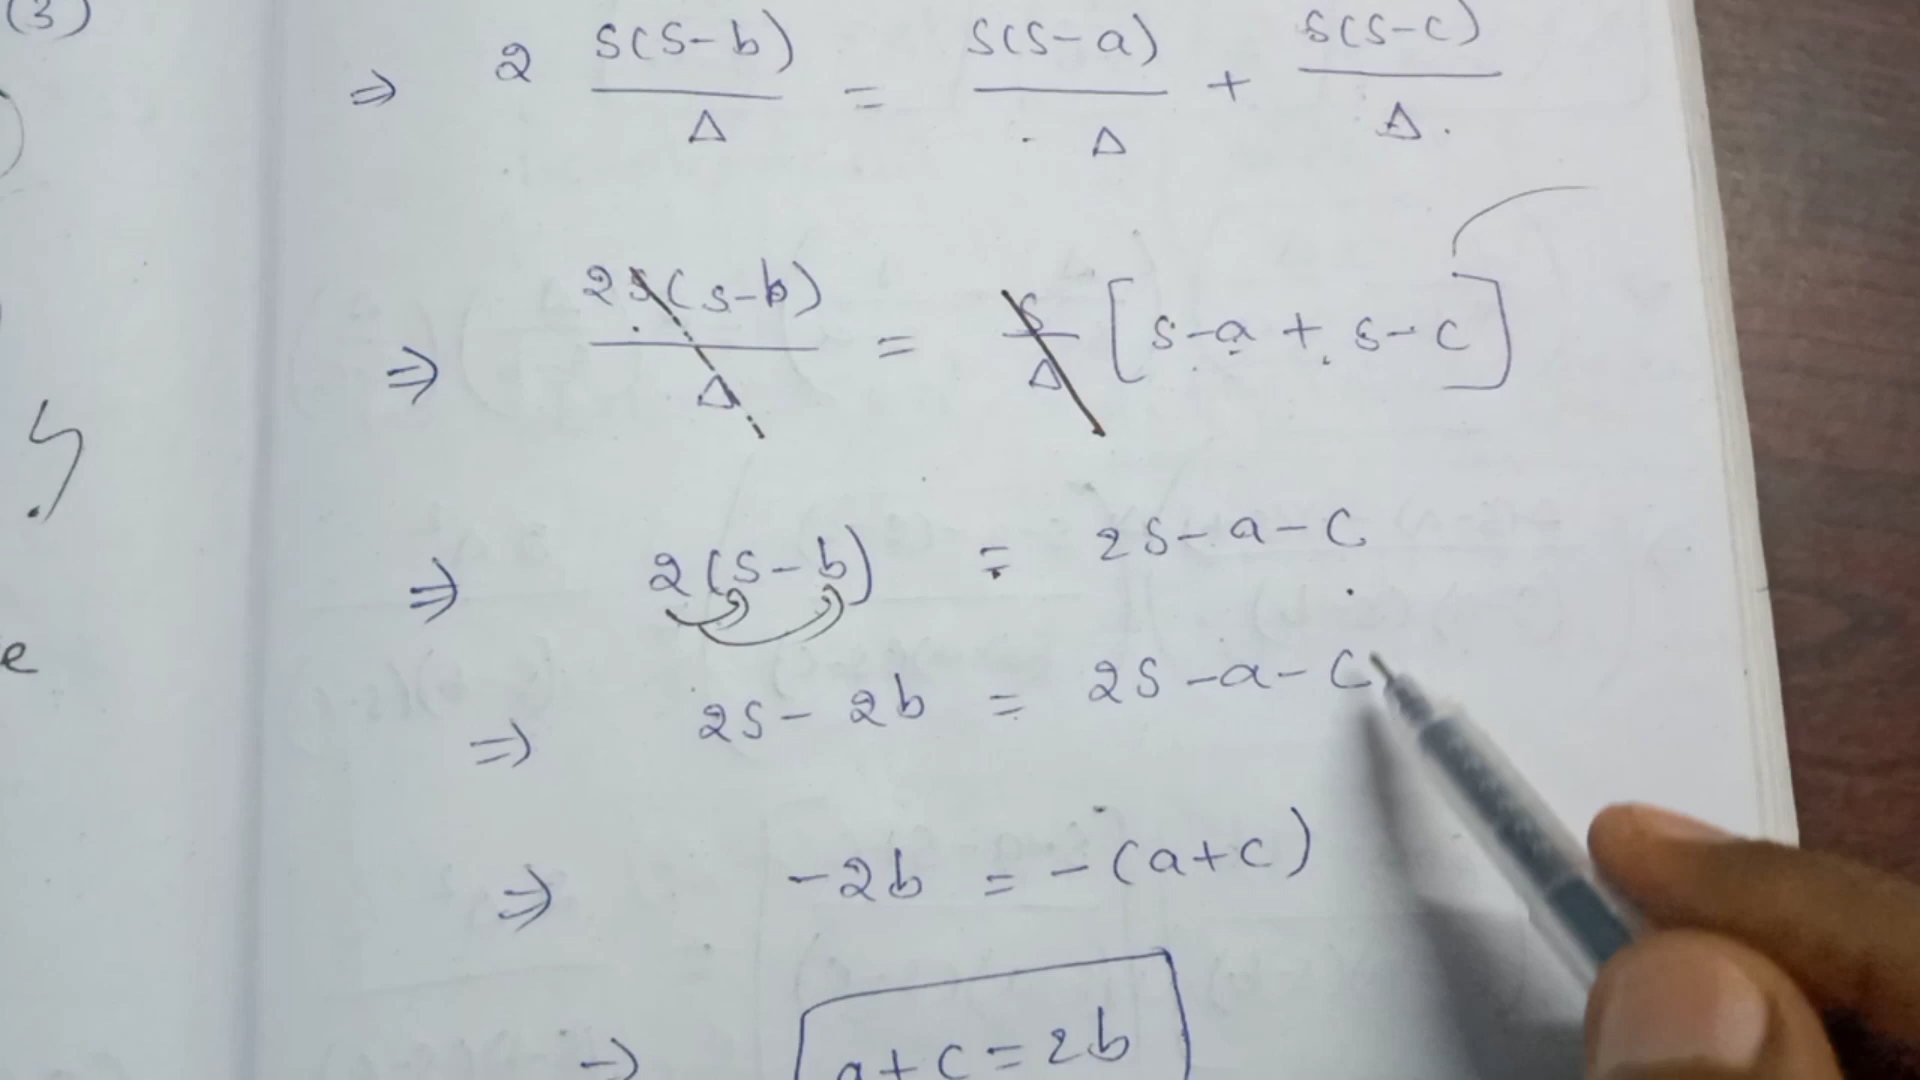 (3)
⇒ 2 s(s-b)/Δ = s(s-a)/Δ + s(s-c)/Δ
⇒ 2s(s-b)/Δ = s/Δ [s-a + s-c]
⇒ 2(s-b) = 2s-a-c
e
⇒ 2s-2b = 2s-a-c
⇒ -2b = -(a+c)
⇒ a+c=2b